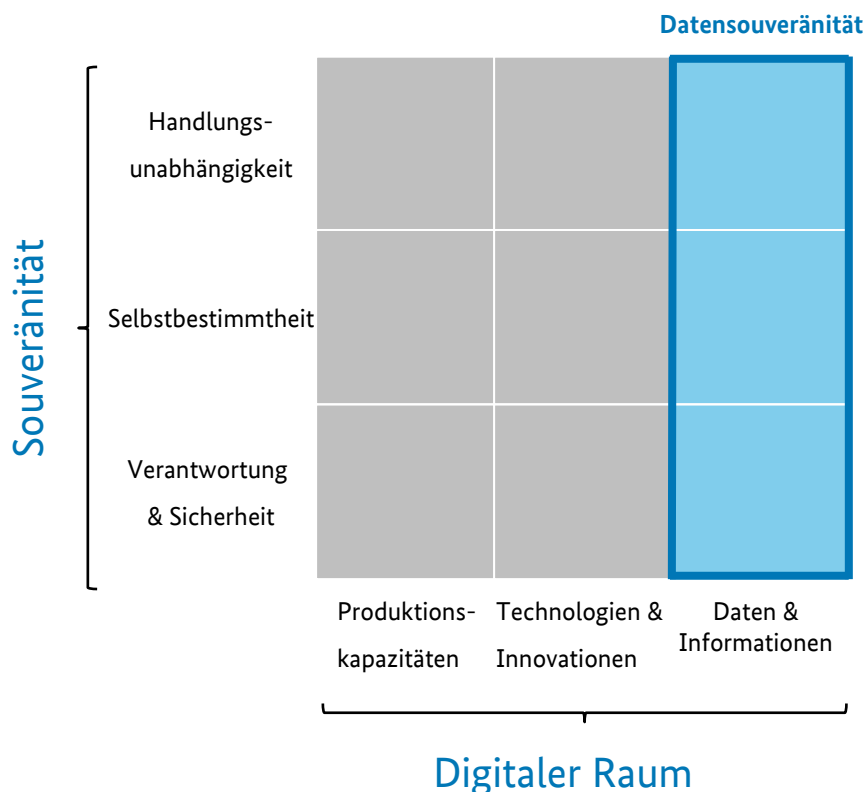 Datensouveränität
Handlungs-
unabhängigkeit
Selbstbestimmtheit
Verantwortung
& Sicherheit
Souveränität
Produktions-
kapazitäten
Technologien &
Innovationen
Daten &
Informationen
Digitaler Raum